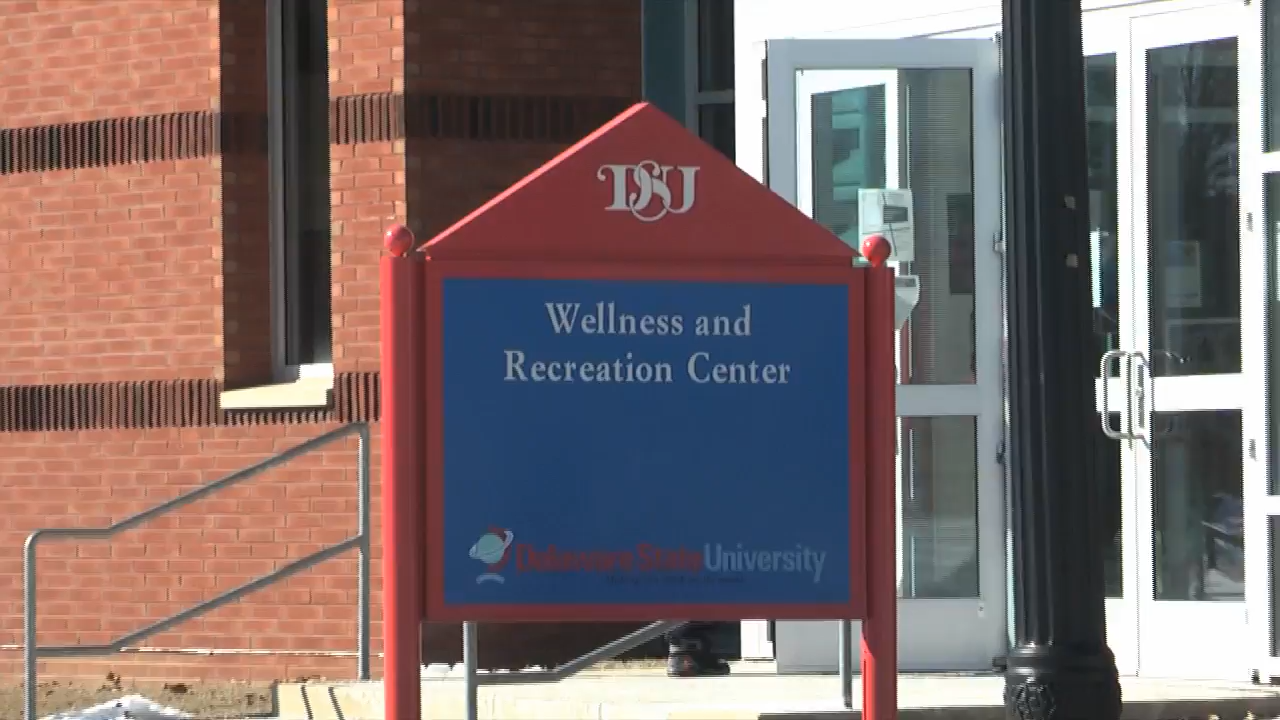 DSU
Wellness and
Recreation Center
Delaware State University